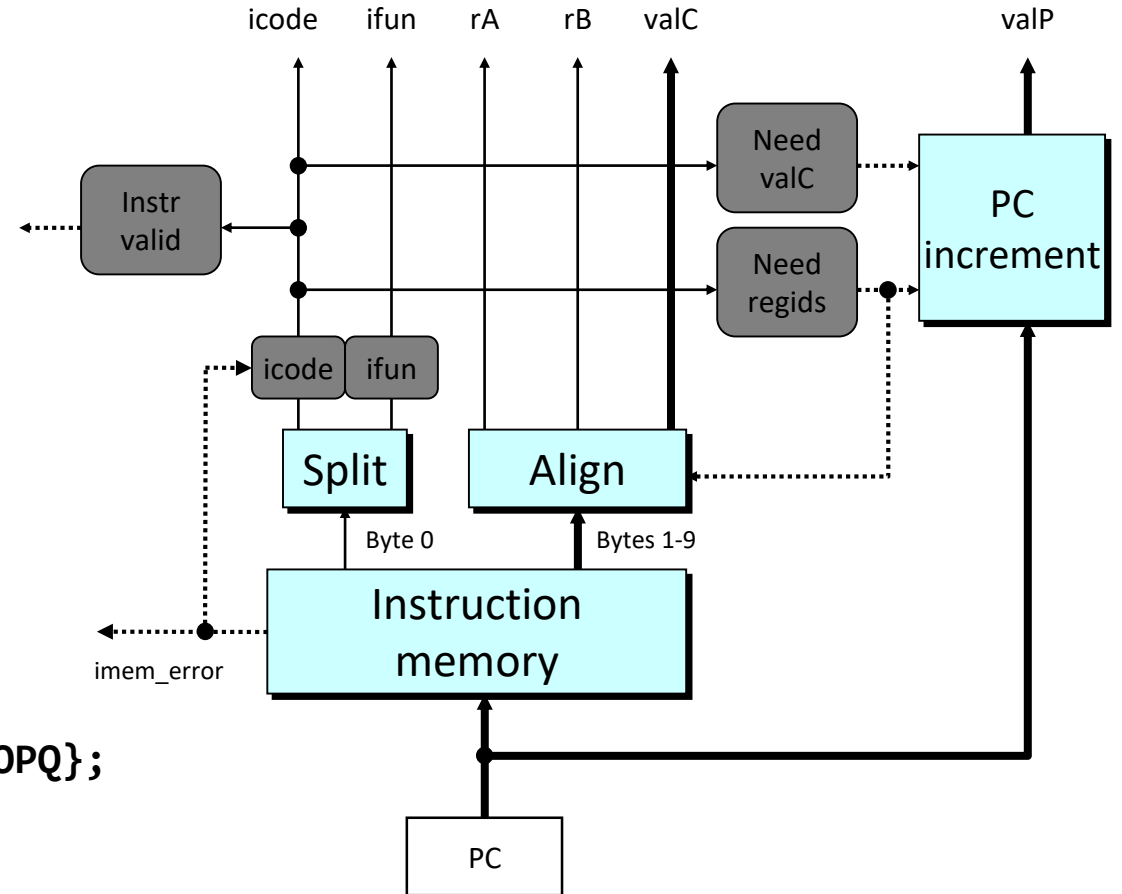 icode ifun rA rB valC valP
Need
valC
Instr
valid
PC
increment
Need
regids
icode ifun
Split Align
Byte 0 Bytes 1-9
Instruction
memory
imem_error
OPQ};
PC